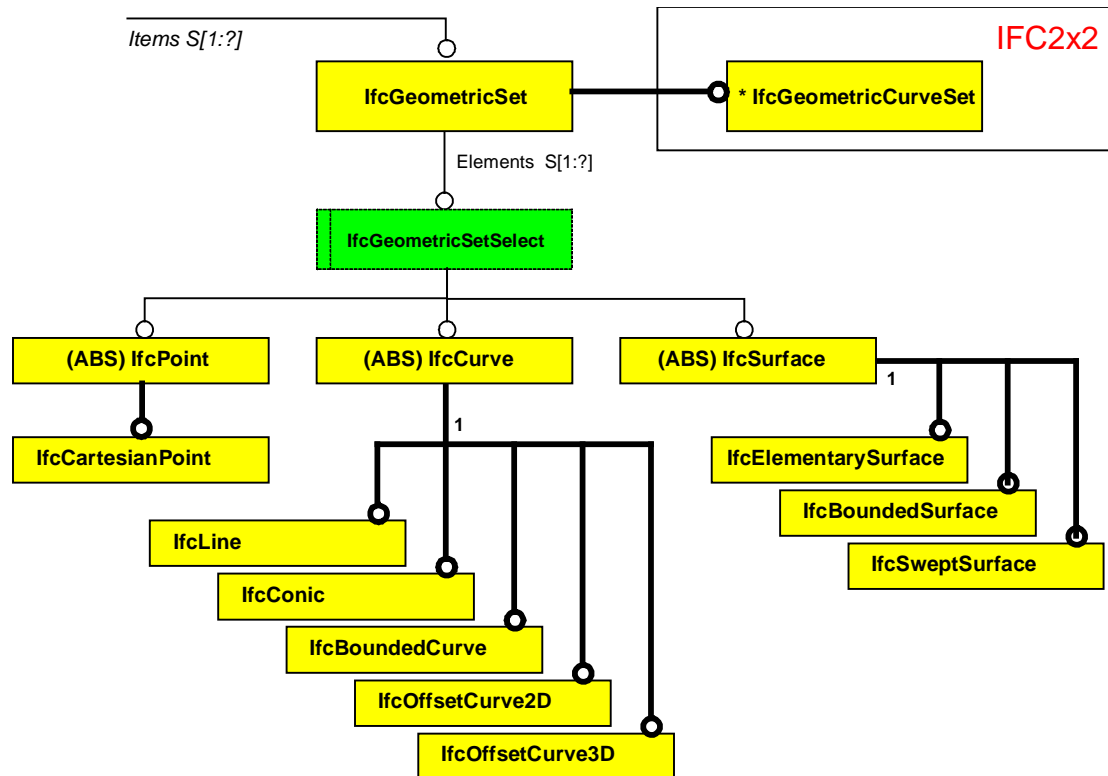 Items S[1:?]
IFC2x2
IfcGeometricSet
* IfcGeometricCurveSet
Elements  S[1:?]
IfcGeometricSetSelect
(ABS) IfcPoint
(ABS) IfcCurve
(ABS) IfcSurface
1
1
IfcCartesianPoint
IfcElementarySurface
IfcBoundedSurface
IfcLine
IfcSweptSurface
IfcConic
IfcBoundedCurve
IfcOffsetCurve2D
IfcOffsetCurve3D